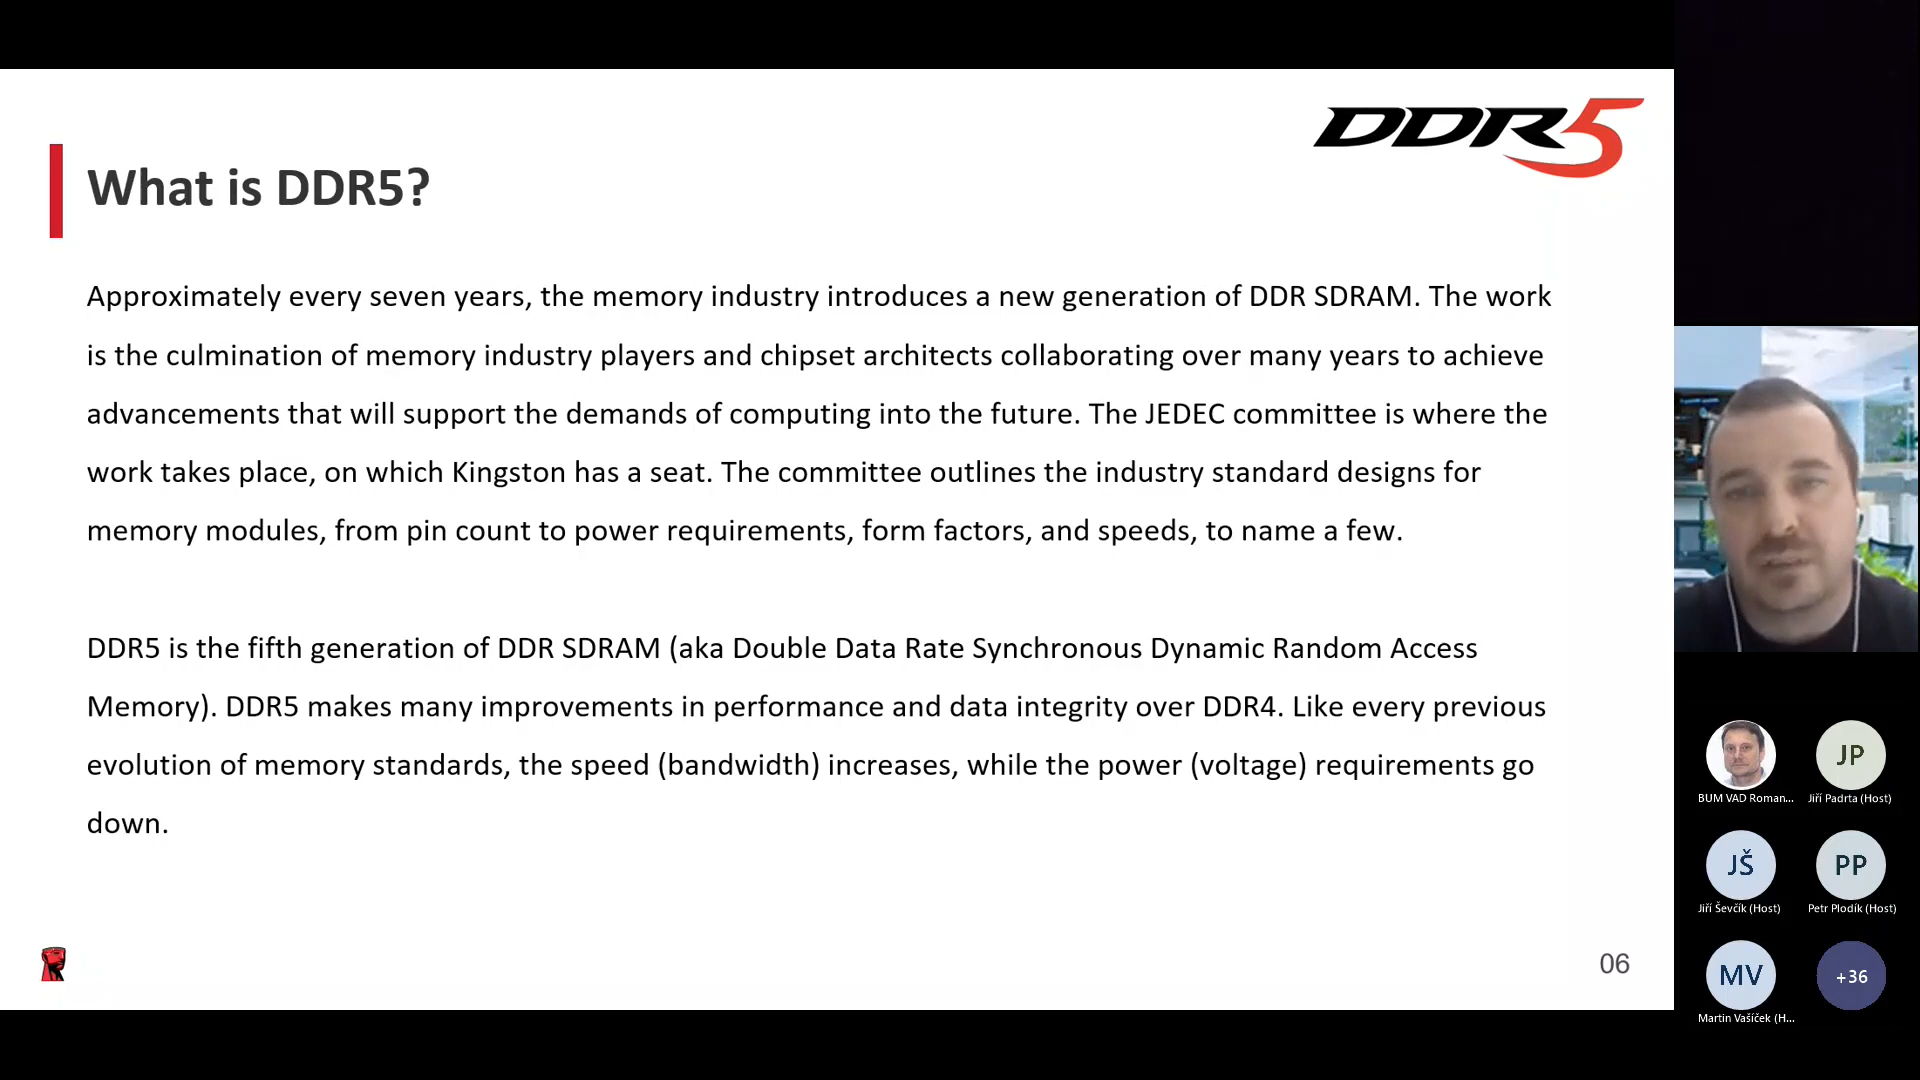 DDR5
What is DDR5?
Approximately every seven years, the memory industry introduces a new generation of DDR SDRAM. The work
is the culmination of memory industry players and chipset architects collaborating over many years to achieve
advancements that will support the demands of computing into the future. The JEDEC committee is where the
work takes place, on which Kingston has a seat. The committee outlines the industry standard designs for
memory modules, from pin count to power requirements, form factors, and speeds, to name a few.
DDR5 is the fifth generation of DDR SDRAM (aka Double Data Rate Synchronous Dynamic Random Access
Memory). DDR5 makes many improvements in performance and data integrity over DDR4. Like every previous
evolution of memory standards, the speed (bandwidth) increases, while the power (voltage) requirements go
down.
06
BUM VAD Roman...
JP
Jiří Padrta (Host)
JŠ
Jiří Ševčík (Host)
PP
Petr Plodík (Host)
MV
Martin Vašíček (H...
+36